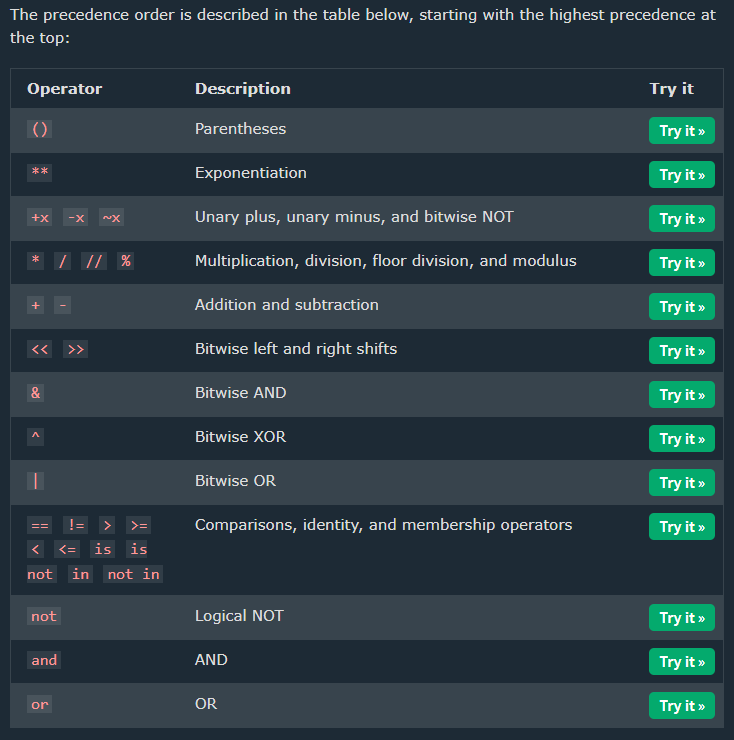 The precedence order is described in the table below, starting with the highest precedence at
the top:
Operator Description Try it
() Parentheses Try it »
** Exponentiation Try it »
+x -x ~x Unary plus, unary minus, and bitwise NOT Try it »
* / // % Multiplication, division, floor division, and modulus Try it »
+ - Addition and subtraction Try it »
<< >> Bitwise left and right shifts Try it »
& Bitwise AND Try it »
^ Bitwise XOR Try it »
| Bitwise OR Try it »
== != > >= Comparisons, identity, and membership operators Try it »
< <= is is
not in not in
not Logical NOT Try it »
and AND Try it »
or OR Try it »